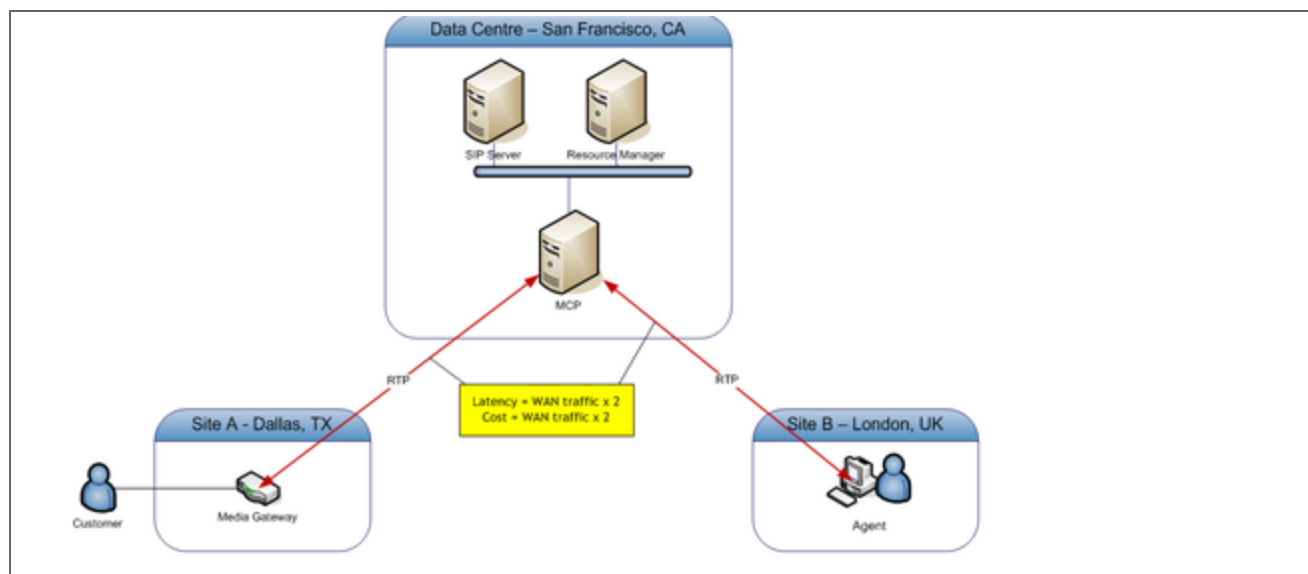 Data Centre – San Francisco, CA
SIP Server
Resource Manager
MCP
RTP
RTP
Latency = WAN traffic x 2
Cost = WAN traffic x 2
Site A - Dallas, TX
Site B – London, UK
Customer
Media Gateway
Agent